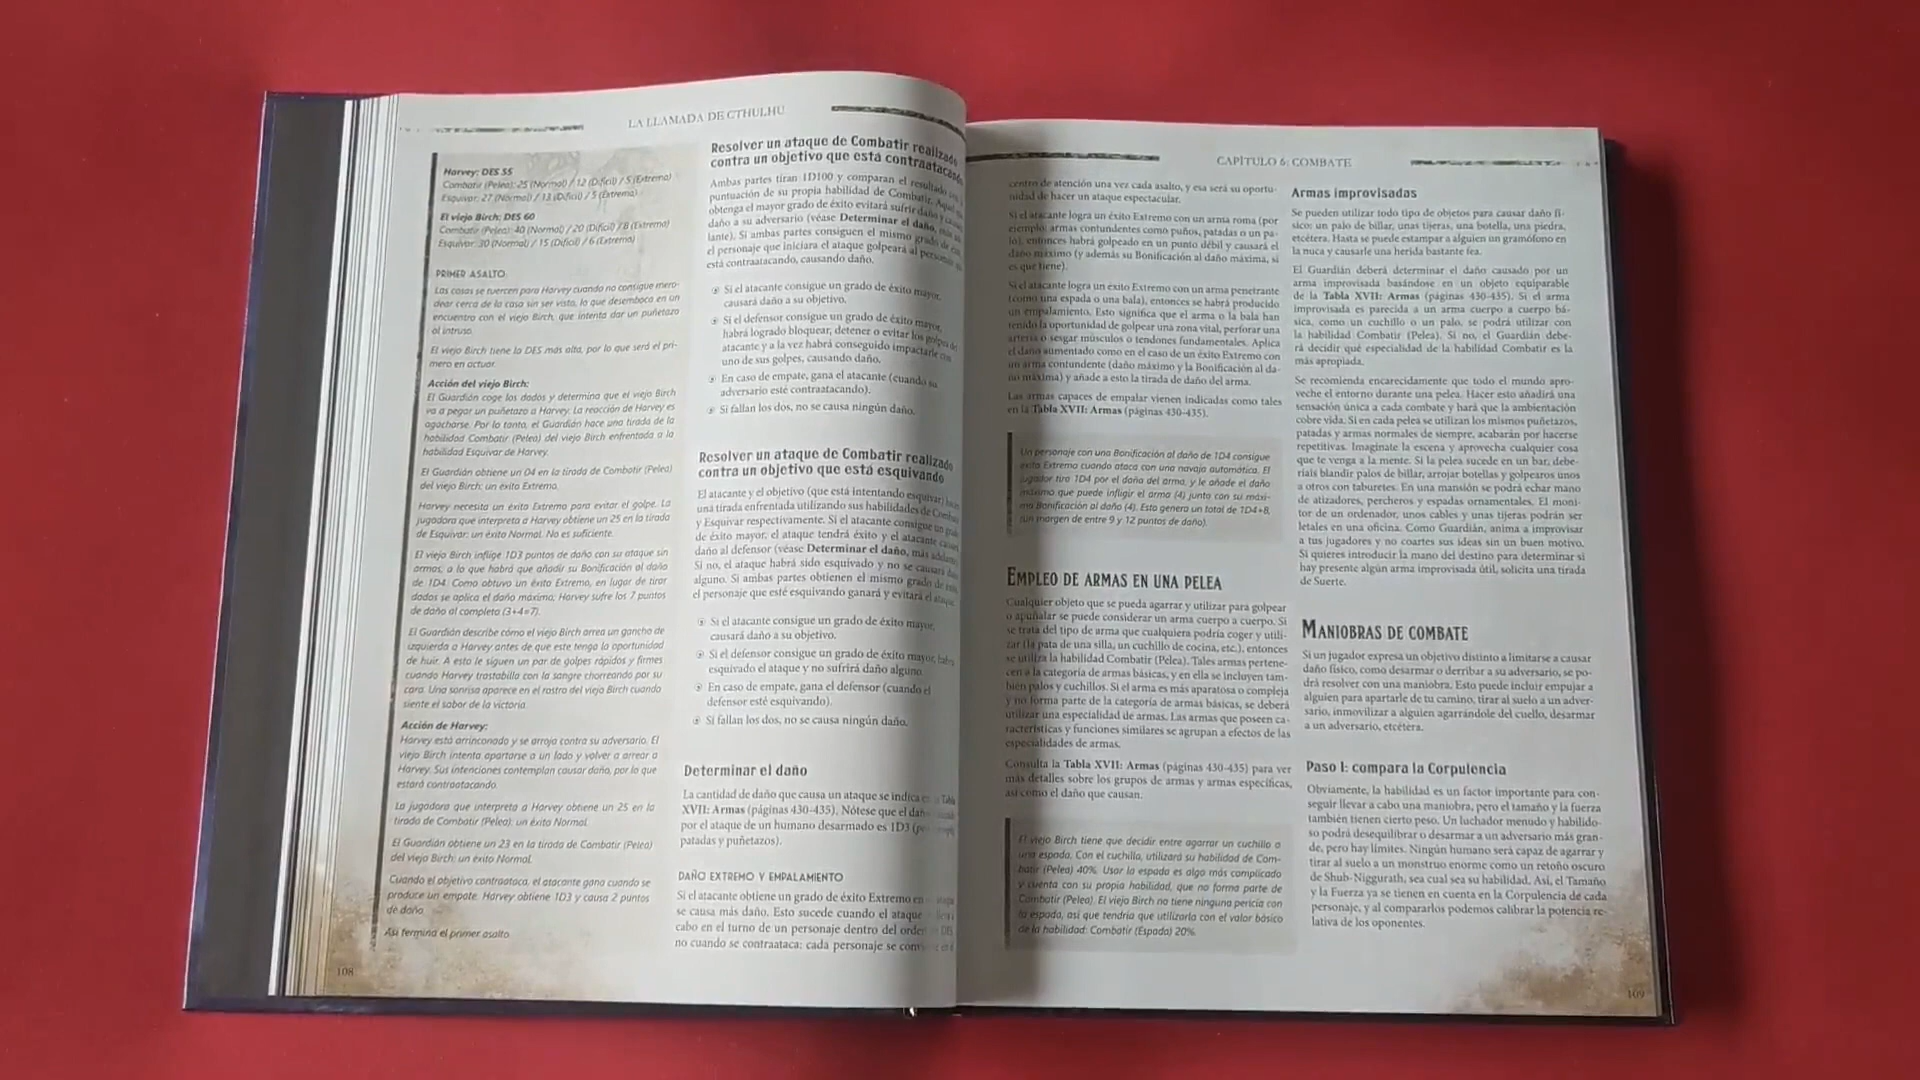 LA LLAMADA DE CTHULHU
Harvey: DES 55
Combatir (Pelea): 25 (Normal) / 12 (Difícil) / 5 (Extrema)
Esquivar: 27 (Normal) / 13 (Difícil) / 5 (Extrema)
El viejo Birch: DES 60
Combatir (Pelea): 40 (Normal) / 20 (Difícil) / 8 (Extrema)
Esquivar: 30 (Normal) / 15 (Difícil) / 6 (Extrema)
PRIMER ASALTO
Las cosas se tuercen para Harvey cuando no consigue mero-
dear cerca de la casa sin ser visto, lo que desemboca en un
encuentro con el viejo Birch, que intenta dar un puñetazo
al intruso.
El viejo Birch tiene la DES más alta, por lo que será el pri-
mero en actuar.
Acción del viejo Birch:
El Guardián coge los dados y determina que el viejo Birch
va a pegar un puñetazo a Harvey. La reacción de Harvey es
agacharse. Por lo tanto, el Guardián hace una tirada de la
habilidad Combatir (Pelea) del viejo Birch enfrentada a la
habilidad Esquivar de Harvey.
El Guardián obtiene un 04 en la tirada de Combatir (Pelea)
del viejo Birch: un éxito Extremo.
Harvey necesita un éxito Extremo para evitar el golpe. La
jugadora que interpreta a Harvey obtiene un 25 en la tirada
de Esquivar: un éxito Normal. No es suficiente.
El viejo Birch inflige 1D3 puntos de daño con su ataque sin
armas, a lo que habrá que añadir su Bonificación al daño
de 1D4. Como obtuvo un éxito Extremo, en lugar de tirar
dados se aplica el daño máximo; Harvey sufre los 7 puntos
de daño al completo (3+4=7).
El Guardián describe cómo el viejo Birch arrea un gancho de
izquierda a Harvey antes de que este tenga la oportunidad
de huir. A esto le siguen un par de golpes rápidos y firmes
cuando Harvey trastabilla con la sangre chorreando por su
cara. Una sonrisa aparece en el rostro del viejo Birch cuando
siente el sabor de la victoria.
Acción de Harvey:
Harvey está arrinconado y se arroja contra su adversario. El
viejo Birch intenta apartarse a un lado y volver a arrear a
Harvey. Sus intenciones contemplan causar daño, por lo que
estará contraatacando.
La jugadora que interpreta a Harvey obtiene un 25 en la
tirada de Combatir (Pelea): un éxito Normal.
El Guardián obtiene un 23 en la tirada de Combatir (Pelea)
del viejo Birch: un éxito Normal.
Cuando el objetivo contraataca, el atacante gana cuando se
produce un empate. Harvey obtiene 1D3 y causa 2 puntos
de daño.
Así termina el primer asalto.
108
Resolver un ataque de Combatir realizado
contra un objetivo que está contraatacando
Ambas partes tiran 1D100 y comparan el resultado con la
puntuación de su propia habilidad de Combatir. Aquel que
obtenga el mayor grado de éxito evitará sufrir daño y causará
daño a su adversario (véase Determinar el daño, más ade-
lante). Si ambas partes consiguen el mismo grado de éxito,
el personaje que iniciara el ataque golpeará al personaje que
está contraatacando, causando daño.
Si el atacante consigue un grado de éxito mayor,
causará daño a su objetivo.
Si el defensor consigue un grado de éxito mayor,
habrá logrado bloquear, detener o evitar los golpes del
atacante y a la vez habrá conseguido impactarle con
uno de sus golpes, causando daño.
En caso de empate, gana el atacante (cuando su
adversario esté contraatacando).
Si fallan los dos, no se causa ningún daño.
Resolver un ataque de Combatir realizado
contra un objetivo que está esquivando
El atacante y el objetivo (que está intentando esquivar) hacen
una tirada enfrentada utilizando sus habilidades de Combatir
y Esquivar respectivamente. Si el atacante consigue un grado
de éxito mayor, el ataque tendrá éxito y el atacante causará
daño al defensor (véase Determinar el daño, más adelante).
Si no, el ataque habrá sido esquivado y no se causará daño
alguno. Si ambas partes obtienen el mismo grado de éxito,
el personaje que esté esquivando ganará y evitará el ataque.
Si el atacante consigue un grado de éxito mayor,
causará daño a su objetivo.
Si el defensor consigue un grado de éxito mayor, habrá
esquivado el ataque y no sufrirá daño alguno.
En caso de empate, gana el defensor (cuando el
defensor esté esquivando).
Si fallan los dos, no se causa ningún daño.
Determinar el daño
La cantidad de daño que causa un ataque se indica en la Tabla
XVII: Armas (páginas 430-435). Nótese que el daño
por el ataque de un humano desarmado es 1D3
patadas y puñetazos).
DAÑO EXTREMO Y EMPALAMIENTO
Si el atacante obtiene un grado de éxito Extremo en
se causa más daño. Esto sucede cuando el ataque
cabo en el turno de un personaje dentro del orden DES,
no cuando se contraataca: cada personaje se
CAPÍTULO 6: COMBATE
centro de atención una vez cada asalto, y esa será su oportu-
nidad de hacer un ataque espectacular.
Si el atacante logra un éxito Extremo con un arma roma (por
ejemplo, armas contundentes como puños, patadas o un pa-
lo), entonces habrá golpeado en un punto débil y causará el
daño máximo (y además su Bonificación al daño máxima, si
es que tiene).
Si el atacante logra un éxito Extremo con un arma penetrante
(como una espada o una bala), entonces se habrá producido
un empalamiento. Esto significa que el arma o la bala han
tenido la oportunidad de golpear una zona vital, perforar una
arteria o sesgar músculos o tendones fundamentales. Aplica
el daño aumentado como en el caso de un éxito Extremo con
un arma contundente (daño máximo y la Bonificación al da-
ño máxima) y añade a esto la tirada de daño del arma.
Las armas capaces de empalar vienen indicadas como tales
en la Tabla XVII: Armas (páginas 430-435).
Un personaje con una Bonificación al daño de 1D4 consigue
éxito Extremo cuando ataca con una navaja automática. El
jugador tira 1D4 por el daño del arma, y le añade el daño
máximo que puede infligir el arma (4) junto con su máxi-
ma Bonificación al daño (4). Esto genera un total de 1D4+8,
(un margen de entre 9 y 12 puntos de daño).
EMPLEO DE ARMAS EN UNA PELEA
Cualquier objeto que se pueda agarrar y utilizar para golpear
o apuñalar se puede considerar un arma cuerpo a cuerpo. Si
se trata del tipo de arma que cualquiera podría coger y utili-
zar (la pata de una silla, un cuchillo de cocina, etc.), entonces
se utiliza la habilidad Combatir (Pelea). Tales armas pertene-
cen a la categoría de armas básicas, y en ella se incluyen tam-
bién palos y cuchillos. Si el arma es más aparatosa o compleja
y no forma parte de la categoría de armas básicas, se deberá
utilizar una especialidad de armas. Las armas que poseen ca-
racterísticas y funciones similares se agrupan a efectos de las
especialidades de armas.
Consulta la Tabla XVII: Armas (páginas 430-435) para ver
más detalles sobre los grupos de armas y armas específicas,
así como el daño que causan.
El viejo Birch tiene que decidir entre agarrar un cuchillo o
una espada. Con el cuchillo, utilizará su habilidad de Com-
batir (Pelea) 40%. Usar la espada es algo más complicado
y cuenta con su propia habilidad, que no forma parte de
Combatir (Pelea). El viejo Birch no tiene ninguna pericia con
la espada, así que tendría que utilizarla con el valor básico
de la habilidad: Combatir (Espada) 20%.
Armas improvisadas
Se pueden utilizar todo tipo de objetos para causar daño fí-
sico: un palo de billar, unas tijeras, una botella, una piedra,
etcétera. Hasta se puede estampar a alguien un gramófono en
la nuca y causarle una herida bastante fea.
El Guardián deberá determinar el daño causado por un
arma improvisada basándose en un objeto equiparable
de la Tabla XVII: Armas (páginas 430-435). Si el arma
improvisada es parecida a un arma cuerpo a cuerpo bá-
sica, como un cuchillo o un palo, se podrá utilizar con
la habilidad Combatir (Pelea). Si no, el Guardián debe-
rá decidir qué especialidad de la habilidad Combatir es la
más apropiada.
Se recomienda encarecidamente que todo el mundo apro-
veche el entorno durante una pelea. Hacer esto añadirá una
sensación única a cada combate y hará que la ambientación
cobre vida. Si en cada pelea se utilizan los mismos puñetazos,
patadas y armas normales de siempre, acabarán por hacerse
repetitivas. Imagínate la escena y aprovecha cualquier cosa
que te venga a la mente. Si la pelea sucede en un bar, debe-
ríais blandir palos de billar, arrojar botellas y golpearos unos
a otros con taburetes. En una mansión se podrá echar mano
de atizadores, percheros y espadas ornamentales. El moni-
tor de un ordenador, unos cables y unas tijeras podrán ser
letales en una oficina. Como Guardián, anima a improvisar
a tus jugadores y no coartes sus ideas sin un buen motivo.
Si quieres introducir la mano del destino para determinar si
hay presente algún arma improvisada útil, solicita una tirada
de Suerte.
MANIOBRAS DE COMBATE
Si un jugador expresa un objetivo distinto a limitarse a causar
daño físico, como desarmar o derribar a su adversario, se po-
drá resolver con una maniobra. Esto puede incluir empujar a
alguien para apartarle de tu camino, tirar al suelo a un adver-
sario, inmovilizar a alguien agarrándole del cuello, desarmar
a un adversario, etcétera.
Paso 1: compara la Corpulencia
Obviamente, la habilidad es un factor importante para con-
seguir llevar a cabo una maniobra, pero el tamaño y la fuerza
también tienen cierto peso. Un luchador menudo y habilido-
so podrá desequilibrar o desarmar a un adversario más gran-
de, pero hay límites. Ningún humano será capaz de agarrar y
tirar al suelo a un monstruo enorme como un retoño oscuro
de Shub-Niggurath, sea cual sea su habilidad. Así, el Tamaño
y la Fuerza ya se tienen en cuenta en la Corpulencia de cada
personaje, y al compararlos podemos calibrar la potencia re-
lativa de los oponentes.
109